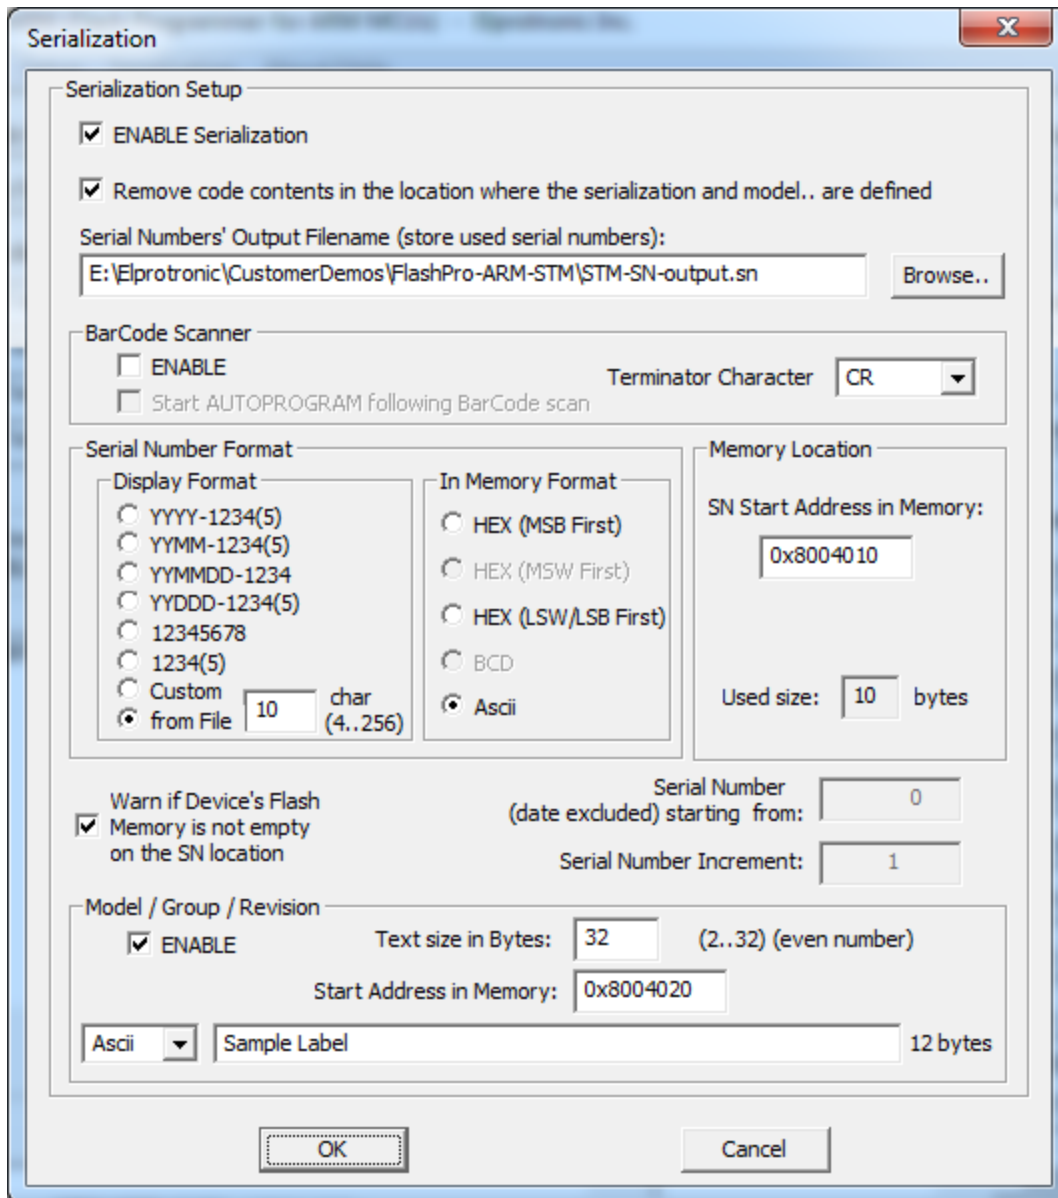 Serialization
Serialization Setup
ENABLE Serialization
Remove code contents in the location where the serialization and model.. are defined
Serial Numbers' Output Filename (store used serial numbers):
E:\Elprotronic\CustomerDemos\FlashPro-ARM-STM\STM-SN-output.sn
Browse..
BarCode Scanner
ENABLE
Terminator Character
CR
Start AUTOPROGRAM following BarCode scan
Serial Number Format
Display Format
YYYY-1234(5)
YYMM-1234(5)
YYMMDD-1234
YYDDD-1234(5)
12345678
1234(5)
Custom
from File
10
char
(4..256)
In Memory Format
HEX (MSB First)
HEX (MSW First)
HEX (LSW/LSB First)
BCD
Ascii
Memory Location
SN Start Address in Memory:
0x8004010
Used size: 10 bytes
Warn if Device's Flash
Memory is not empty
on the SN location
Serial Number
(date excluded) starting from:
0
Serial Number Increment: 1
Model / Group / Revision
ENABLE
Text size in Bytes: 32 (2..32) (even number)
Start Address in Memory: 0x8004020
Ascii Sample Label 12 bytes
OK Cancel